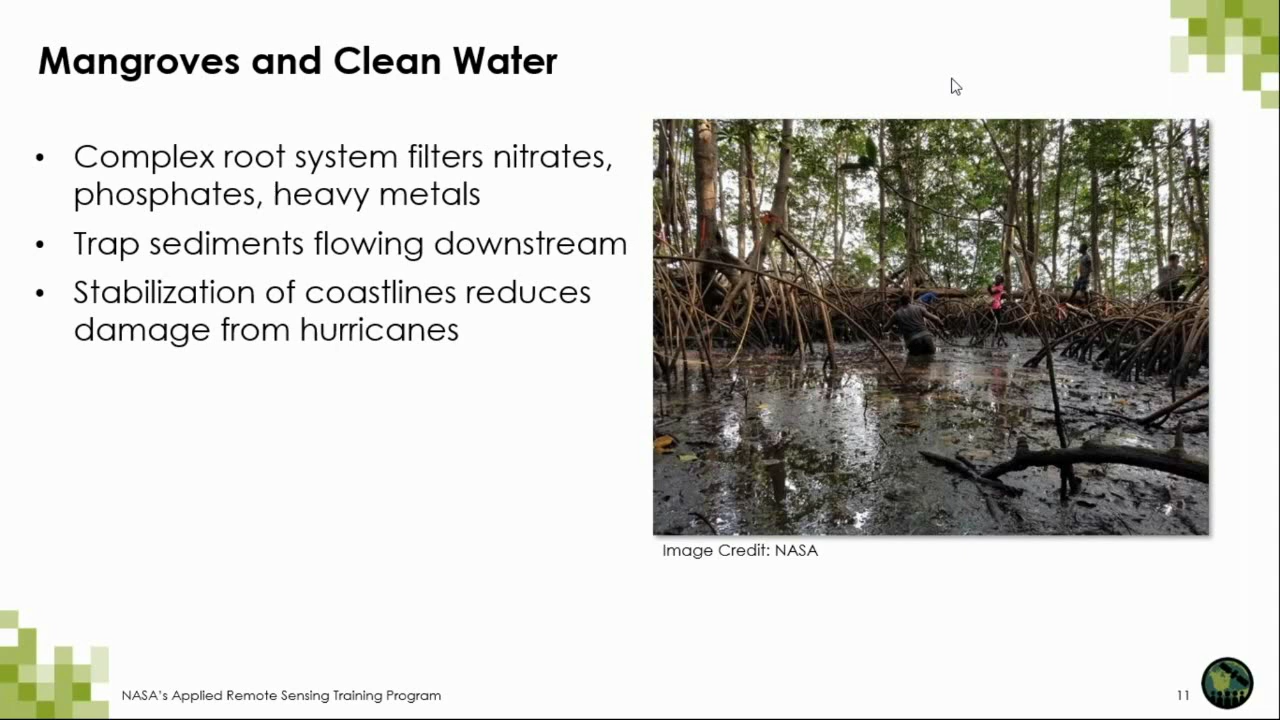 Mangroves and Clean Water
• Complex root system filters nitrates,
phosphates, heavy metals
• Trap sediments flowing downstream
• Stabilization of coastlines reduces
damage from hurricanes
Image Credit: NASA
NASA's Applied Remote Sensing Training Program
11